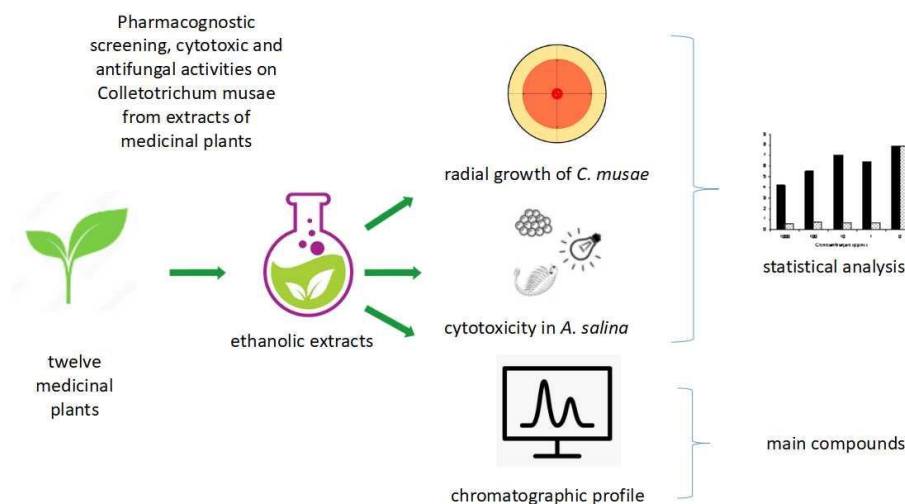 Pharmacognostic
screening, cytotoxic and
antifungal activities on
Colletotrichum musae
from extracts of
medicinal plants
radial growth of C. musae
statistical analysis
ethanolic extracts
cytotoxicity in A. salina
twelve
medicinal
plants
main compounds
chromatographic profile